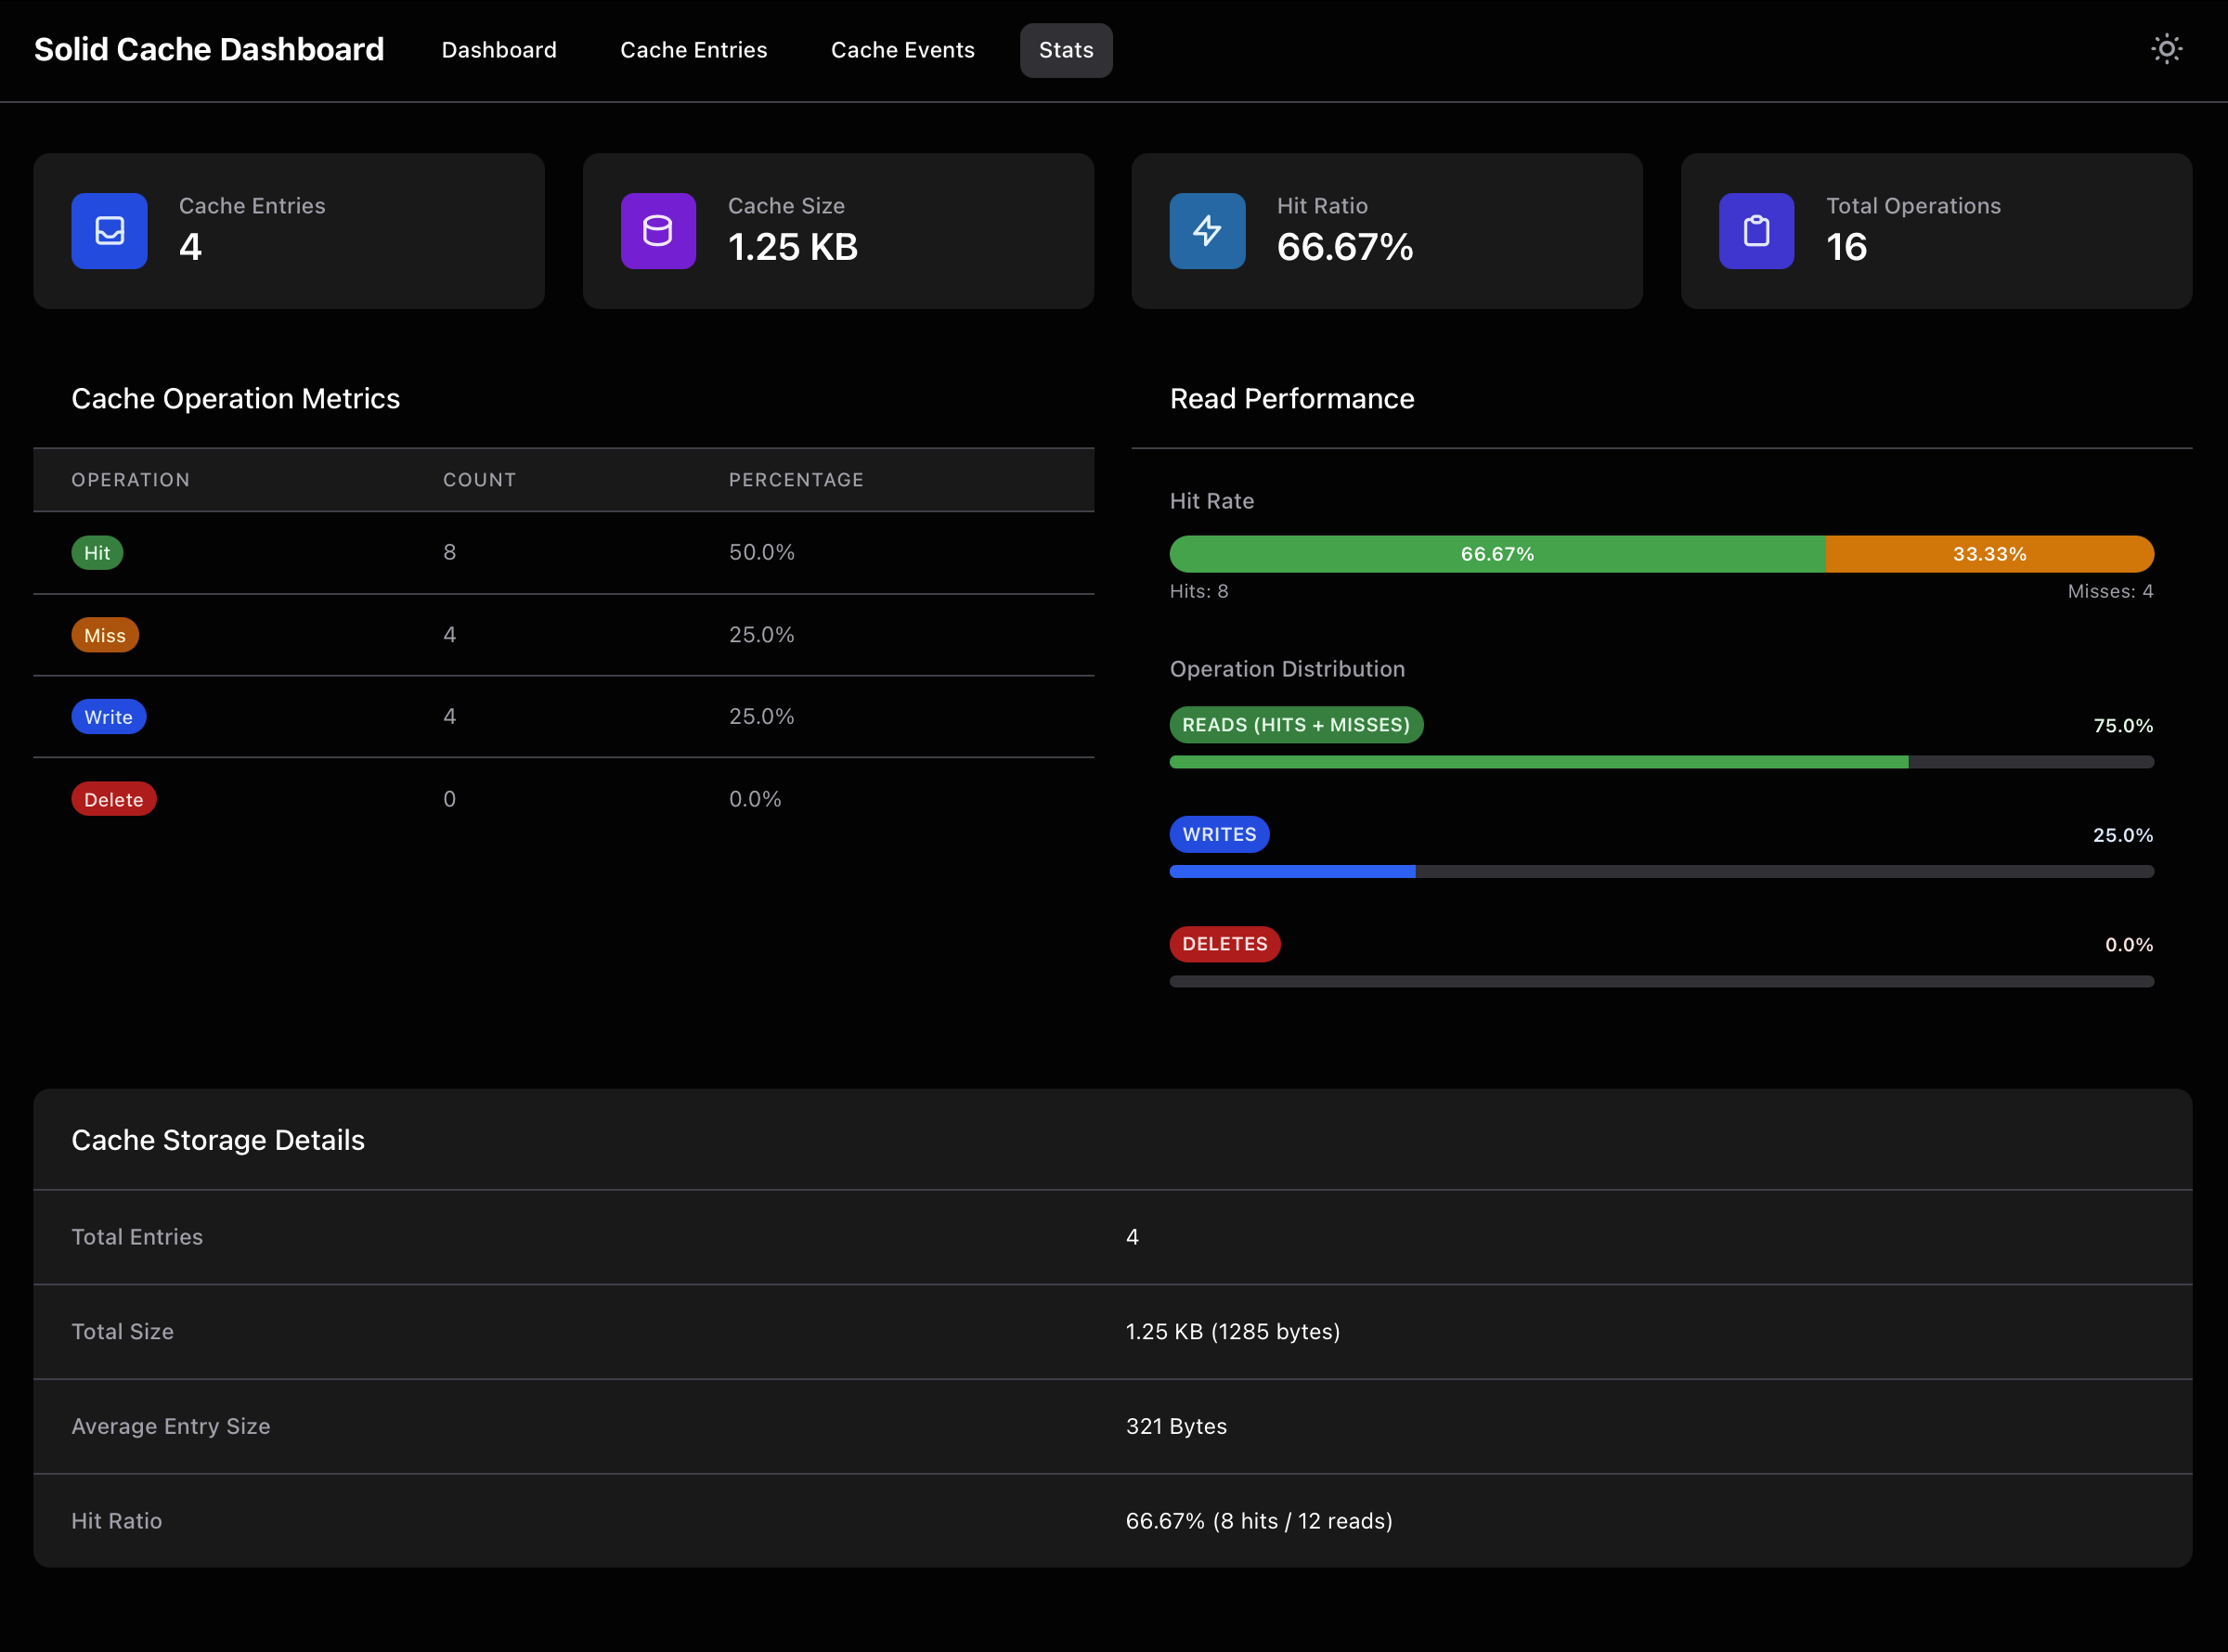 Solid Cache Dashboard Dashboard Cache Entries Cache Events Stats
Cache Entries
4
Cache Size
1.25 KB
Hit Ratio
66.67%
Total Operations
16
Cache Operation Metrics
OPERATION COUNT PERCENTAGE
Hit 8 50.0%
Miss 4 25.0%
Write 4 25.0%
Delete 0 0.0%
Read Performance
Hit Rate
66.67% 33.33%
Hits: 8 Misses: 4
Operation Distribution
READS (HITS + MISSES) 75.0%
WRITES 25.0%
DELETES 0.0%
Cache Storage Details
Total Entries 4
Total Size 1.25 KB (1285 bytes)
Average Entry Size 321 Bytes
Hit Ratio 66.67% (8 hits / 12 reads)